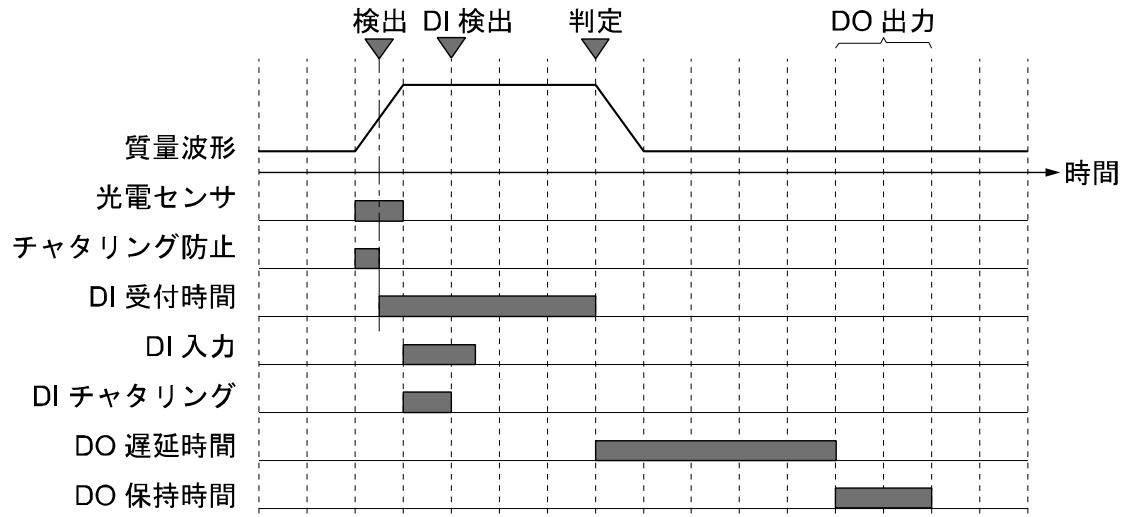 検出 DI 検出 判定 DO 出力
質量波形
時間
光電センサ
チャタリング防止
DI 受付時間
DI 入力
DI チャタリング
DO 遅延時間
DO 保持時間